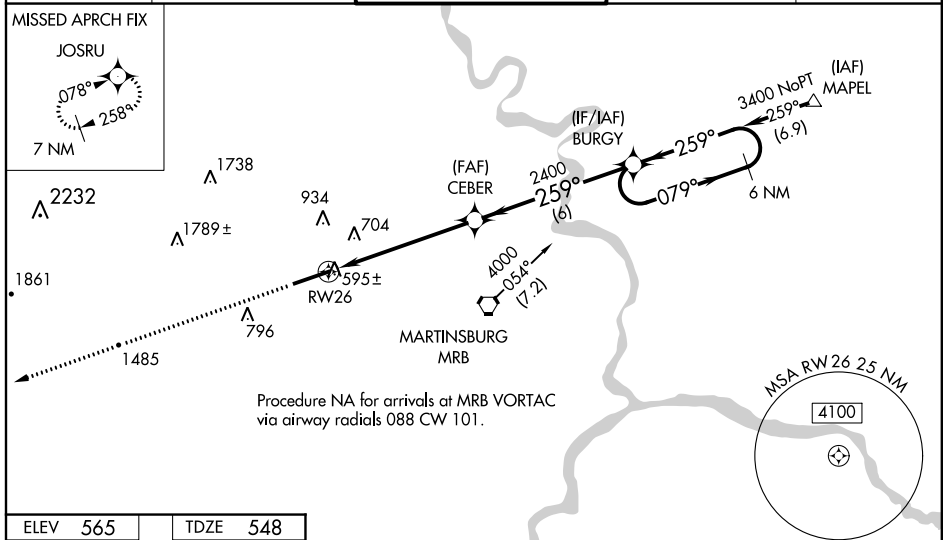 MISSED APRCH FIX
JOSRU
078°
258°
7 NM
2232
1738
1789 ±
934
704
1861
595±
RW26
796
1485
(FAF)
CEBER
2400
259°
(6)
(IF/IAF)
BURGY
259°
079°
6 NM
3400 NoPT
259°
(6.9)
(IAF)
MAPEL
4000
054°
(7.2)
MARTINSBURG
MRB
Procedure NA for arrivals at MRB VORTAC
via airway radials 088 CW 101.
MSA RW 26 25 NM
4100
ELEV 565
TDZE 548